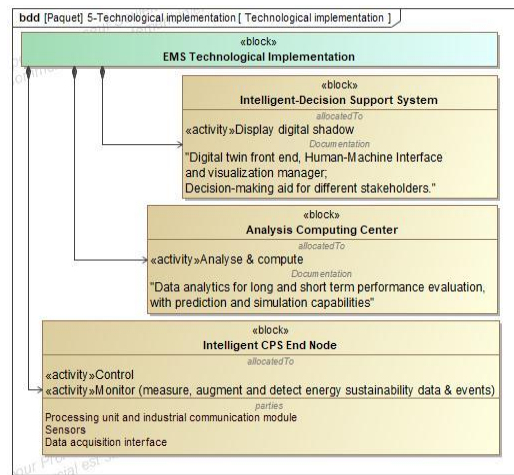 bdd [Paquet] 5-Technological implementation [ Technological implementation ]
«block»
EMS Technological Implementation
«block»
Intelligent-Decision Support System
allocatedTo
«activity»Display digital shadow
Documentation
"Digital twin front end, Human-Machine Interface
and visualization manager;
Decision-making aid for different stakeholders."
«block»
Analysis Computing Center
allocatedTo
«activity»Analyse & compute
Documentation
"Data analytics for long and short term performance evaluation,
with prediction and simulation capabilities"
«block»
Intelligent CPS End Node
allocatedTo
«activity»Control
«activity»Monitor (measure, augment and detect energy sustainability data & events)
parties
Processing unit and industrial communication module
Sensors
Data acquisition interface